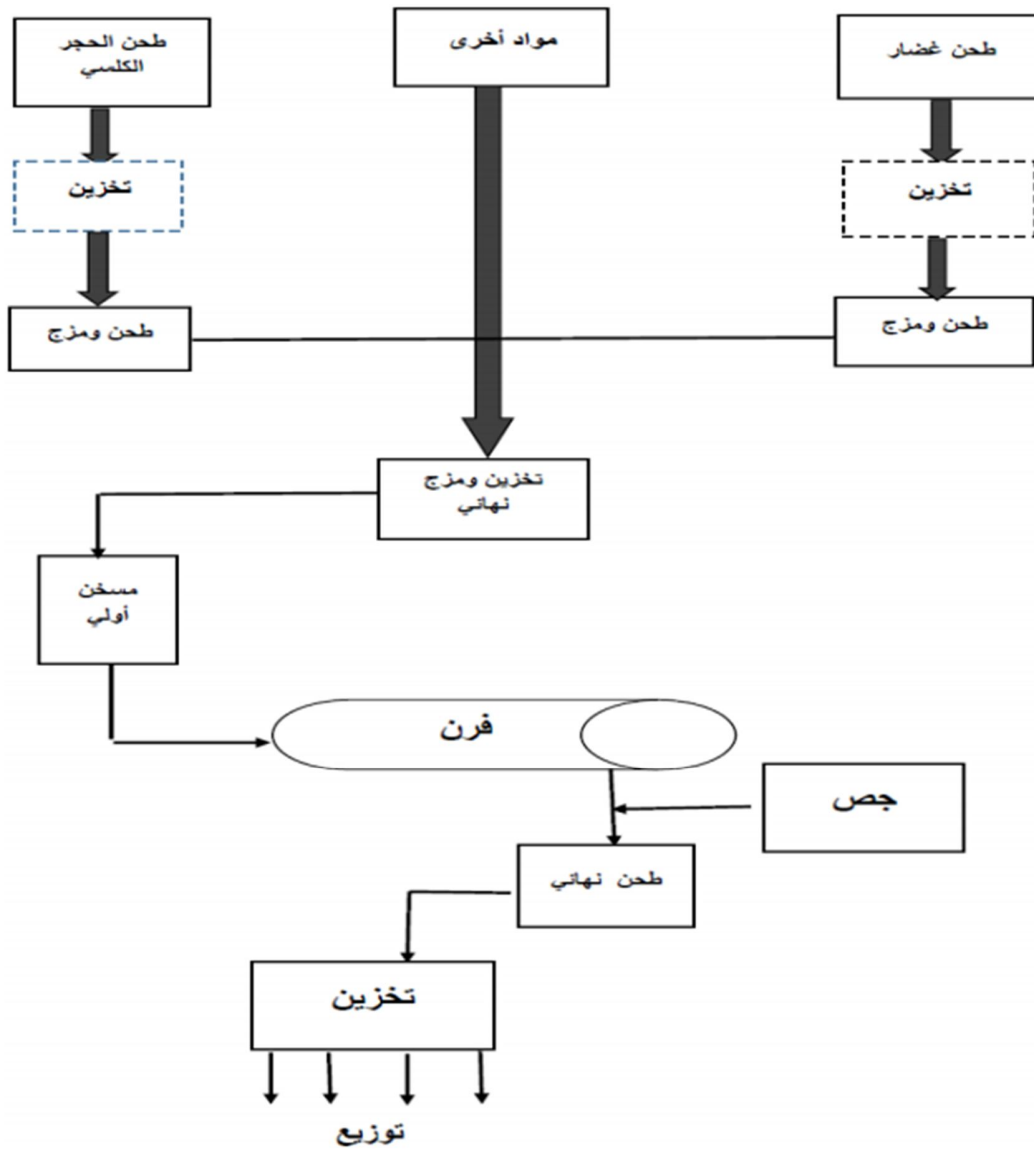 طحن غضار
مواد أخرى
طحن الحجر
الكلسي
تخزين
تخزين
طحن ومزج
طحن ومزج
تخزين ومزج
نهائي
مسخن
أولي
فرن
جص
طحن نهائي
تخزين
توزيع